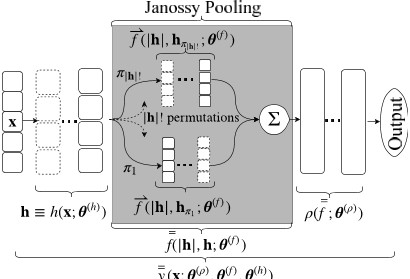 Janossy Pooling
f⃗(|h|, h_{π_{|h|!}}; θ^{(f)})
π_{|h|!}
x
|h|! permutations
Σ
Output
π_1
f⃗(|h|, h_{π_1}; θ^{(f)})
h ≡ h(x; θ^{(h)})
ρ(f̿; θ^{(ρ)})
f̿(|h|, h; θ^{(f)})
y̿(x; θ^{(ρ)}, θ^{(f)}, θ^{(h)})